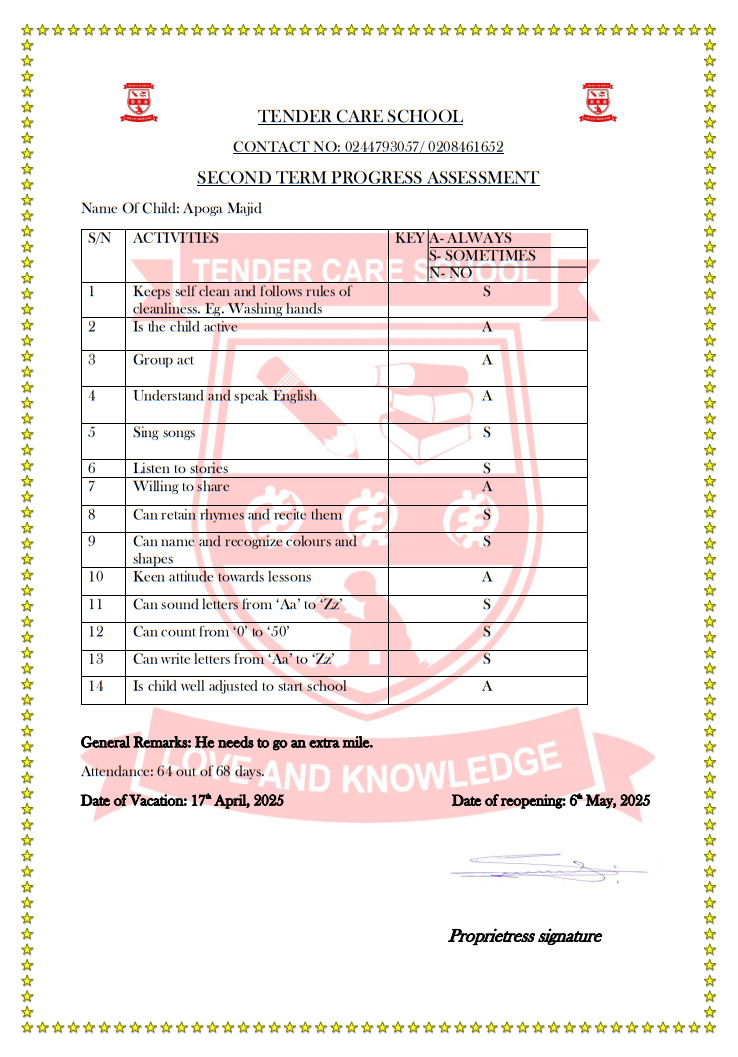 TENDER CARE SCHOOL
CONTACT NO: 0244793057/ 0208461652
SECOND TERM PROGRESS ASSESSMENT
Name Of Child: Apoga Majid
S/N ACTIVITIES KEY A- ALWAYS
S- SOMETIMES
N- NO
1 Keeps self clean and follows rules of S
cleanliness. Eg. Washing hands
2 Is the child active A
3 Group act A
4 Understand and speak English A
5 Sing songs S
6 Listen to stories S
7 Willing to share A
8 Can retain rhymes and recite them S
9 Can name and recognize colours and S
shapes
10 Keen attitude towards lessons A
11 Can sound letters from ‘Aa’ to ‘Zz’ S
12 Can count from ‘0’ to ‘50’ S
13 Can write letters from ‘Aa’ to ‘Zz’ S
14 Is child well adjusted to start school A
General Remarks: He needs to go an extra mile.
Attendance: 64 out of 68 days.
Date of Vacation: 17th April, 2025 Date of reopening: 6th May, 2025
Proprietress signature
TENDER CARE SCHOOL
LOVE AND KNOWLEDGE